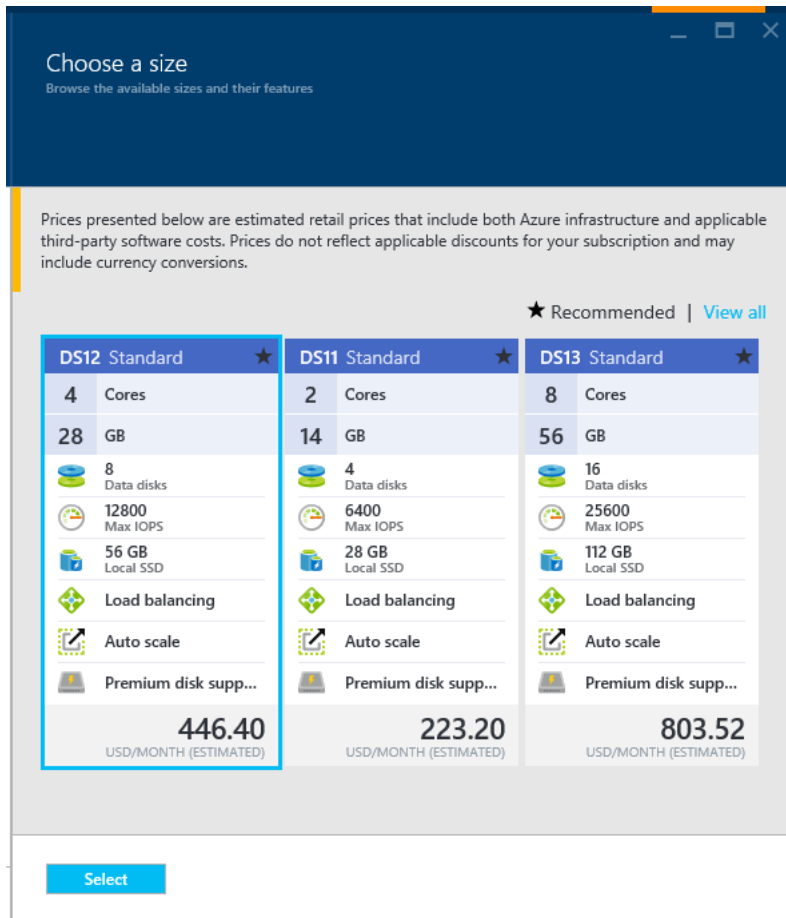 Choose a size
Browse the available sizes and their features
Prices presented below are estimated retail prices that include both Azure infrastructure and applicable
third-party software costs. Prices do not reflect applicable discounts for your subscription and may
include currency conversions.
★ Recommended | View all
DS12 Standard ★
4 Cores
28 GB
8
Data disks
12800
Max IOPS
56 GB
Local SSD
Load balancing
Auto scale
Premium disk supp...
446.40
USD/MONTH (ESTIMATED)
DS11 Standard ★
2 Cores
14 GB
4
Data disks
6400
Max IOPS
28 GB
Local SSD
Load balancing
Auto scale
Premium disk supp...
223.20
USD/MONTH (ESTIMATED)
DS13 Standard ★
8 Cores
56 GB
16
Data disks
25600
Max IOPS
112 GB
Local SSD
Load balancing
Auto scale
Premium disk supp...
803.52
USD/MONTH (ESTIMATED)
Select